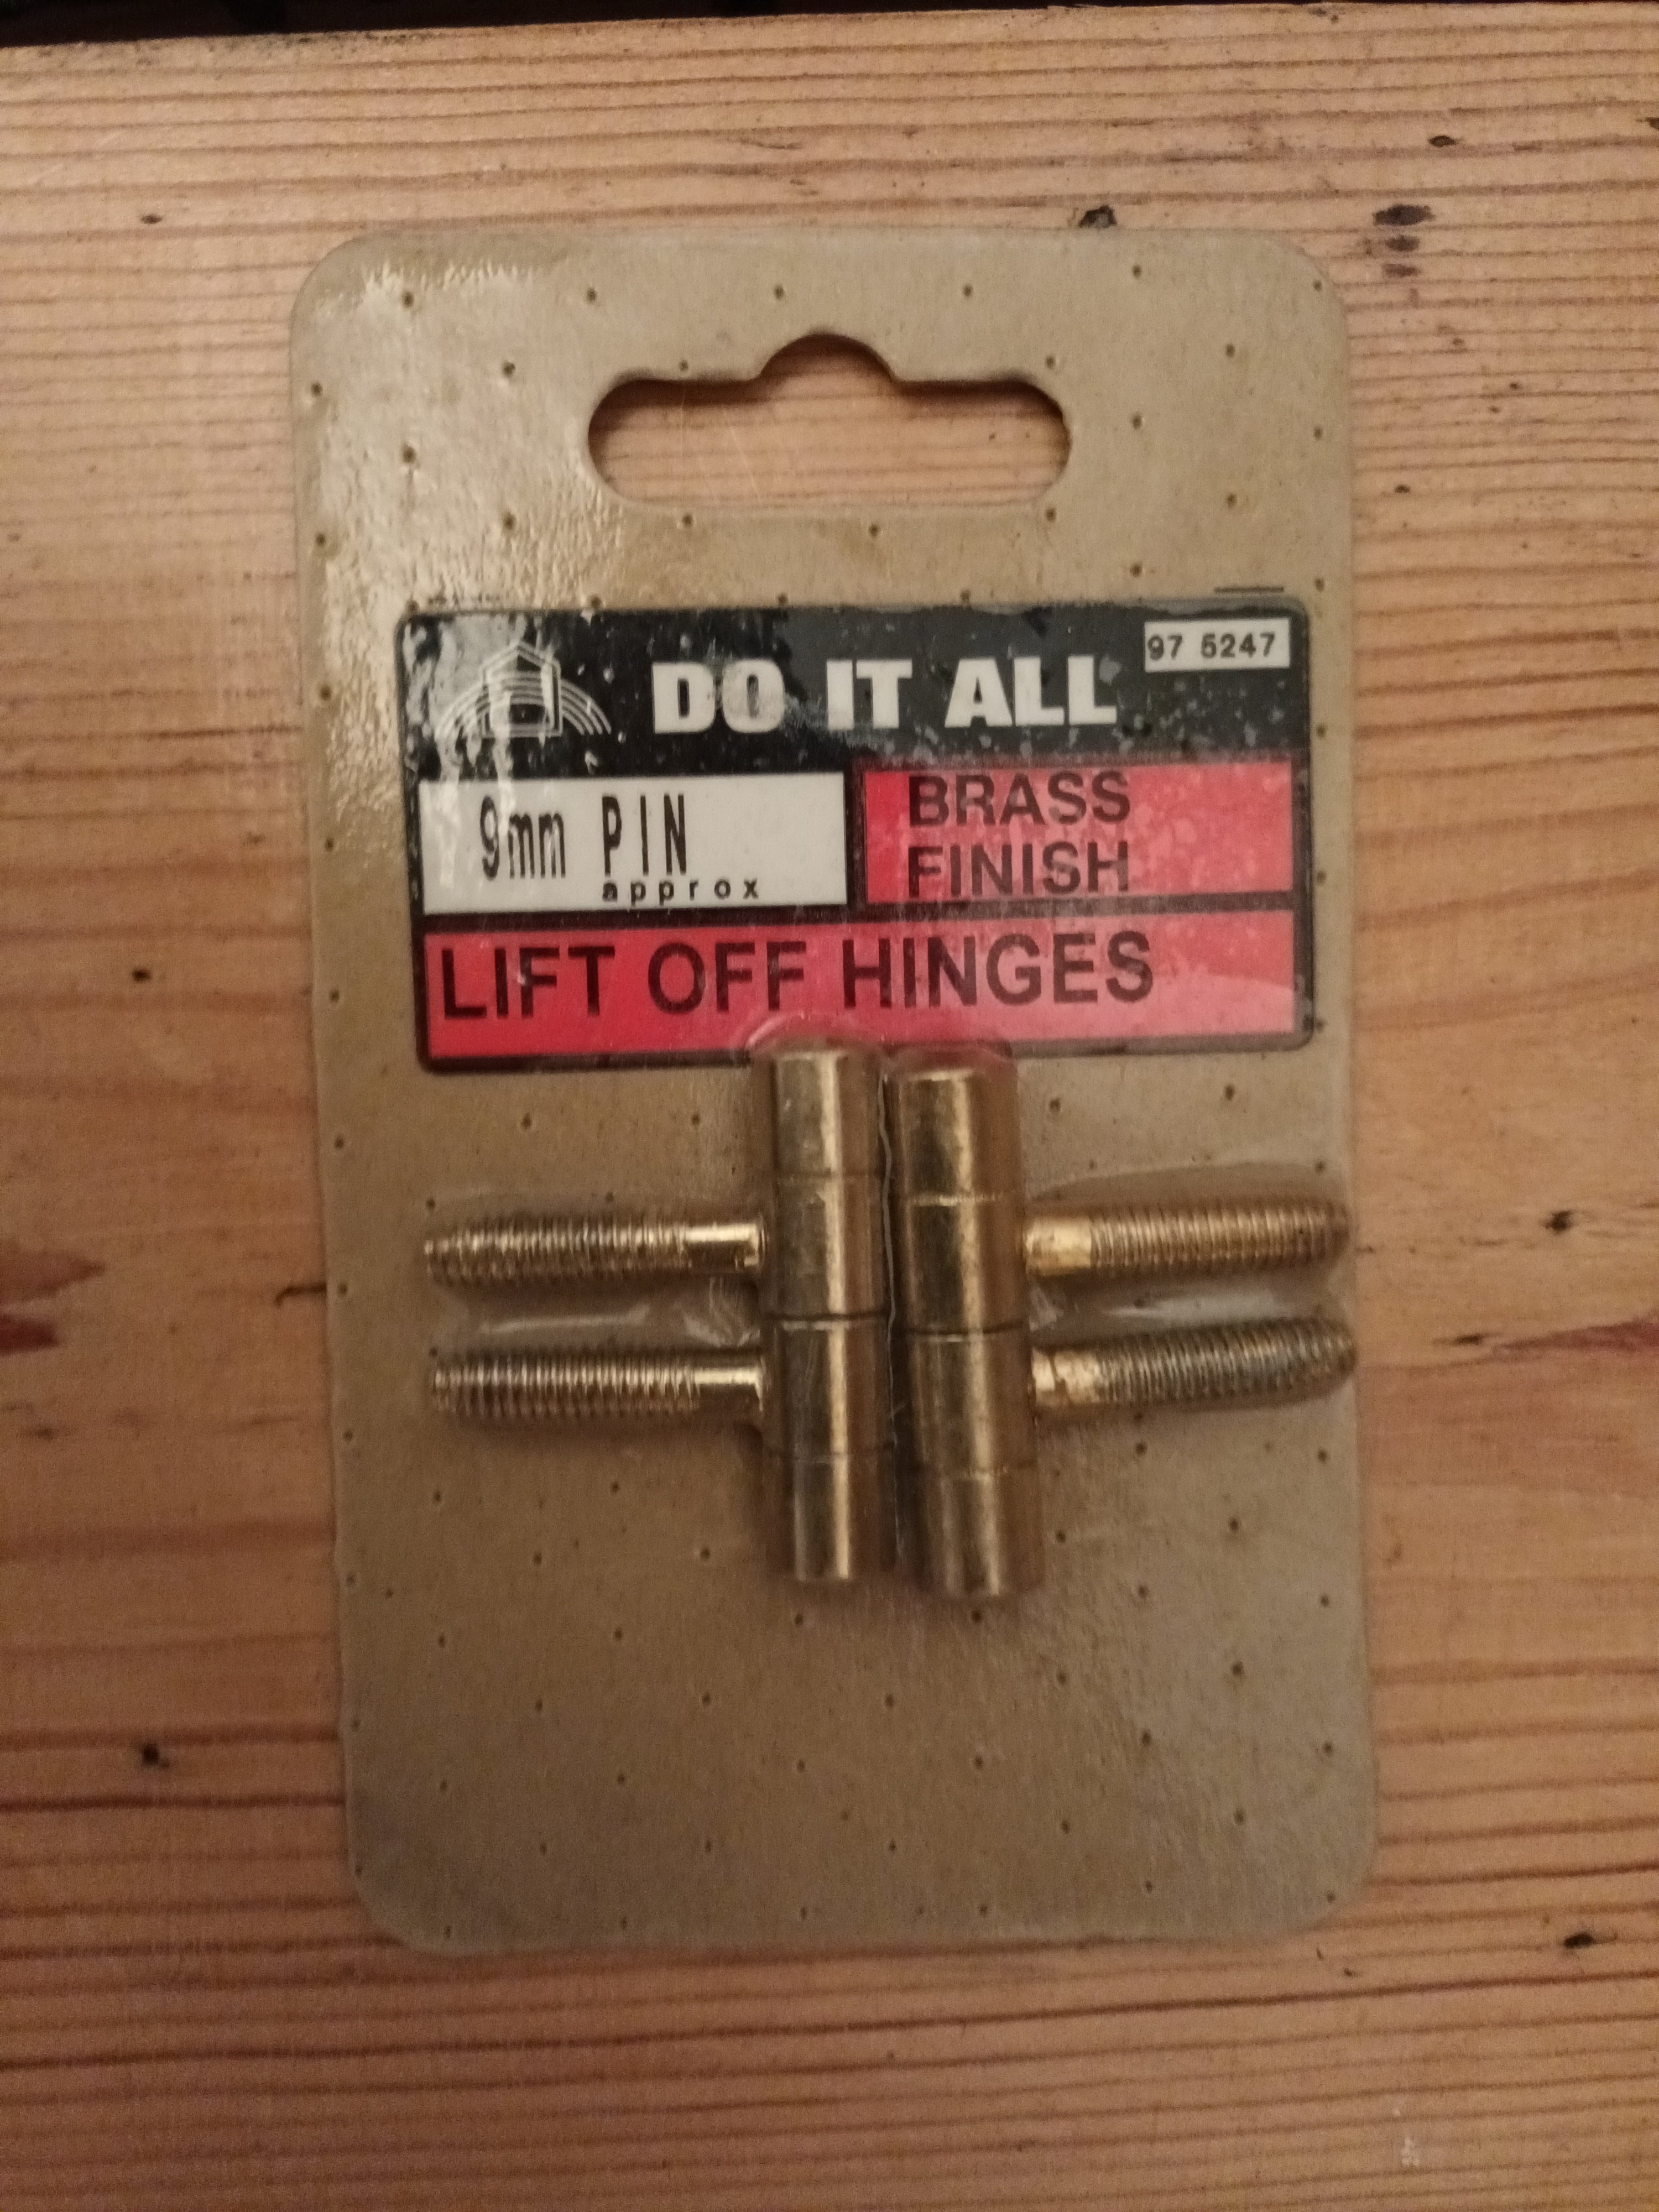 97 5247
DO IT ALL
9mm PIN
approx
BRASS
FINISH
LIFT OFF HINGES